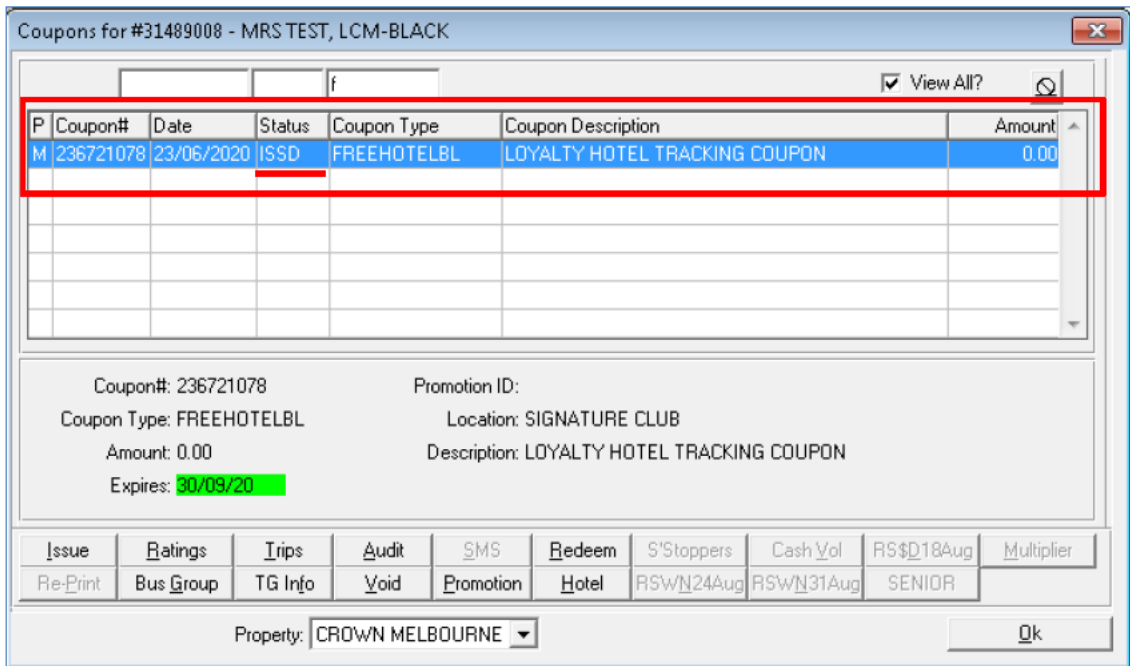 Coupons for #31489008 - MRS TEST, LCM-BLACK
f View All?
P Coupon# Date Status Coupon Type Coupon Description Amount
M 236721078 23/06/2020 ISSD FREEHOTELBL LOYALTY HOTEL TRACKING COUPON 0.00
Coupon#: 236721078 Promotion ID:
Coupon Type: FREEHOTELBL Location: SIGNATURE CLUB
Amount: 0.00 Description: LOYALTY HOTEL TRACKING COUPON
Expires: 30/09/20
Issue Ratings Trips Audit SMS Redeem S'Stoppers Cash Vol RS$D18Aug Multiplier
Re-Print Bus Group TG Info Void Promotion Hotel RSWN24Aug RSWN31Aug SENIOR
Property: CROWN MELBOURNE Ok